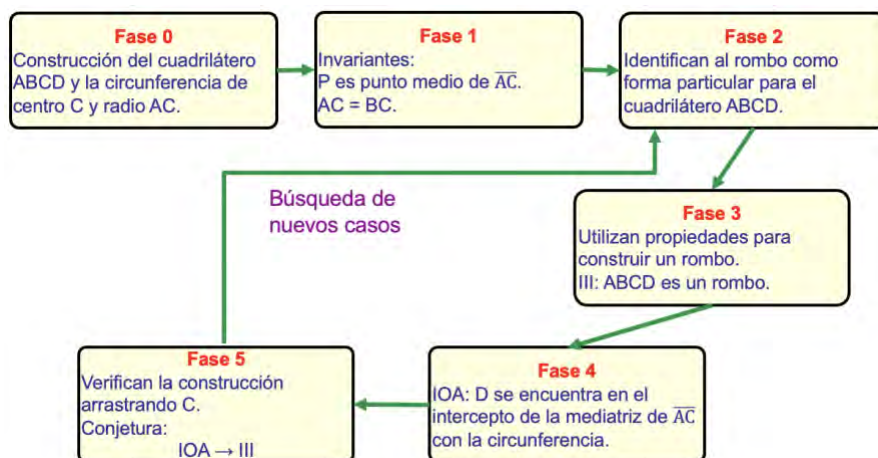 Fase 0
Construcción del cuadrilátero
ABCD y la circunferencia de
centro C y radio AC.
Fase 1
Invariantes:
P es punto medio de A̅C̅.
AC = BC.
Fase 2
Identifican al rombo como
forma particular para el
cuadrilátero ABCD.
Búsqueda de
nuevos casos
Fase 3
Utilizan propiedades para
construir un rombo.
III: ABCD es un rombo.
Fase 4
IOA: D se encuentra en el
intercepto de la mediatriz de A̅C̅
con la circunferencia.
Fase 5
Verifican la construcción
arrastrando C.
Conjetura:
IOA → III